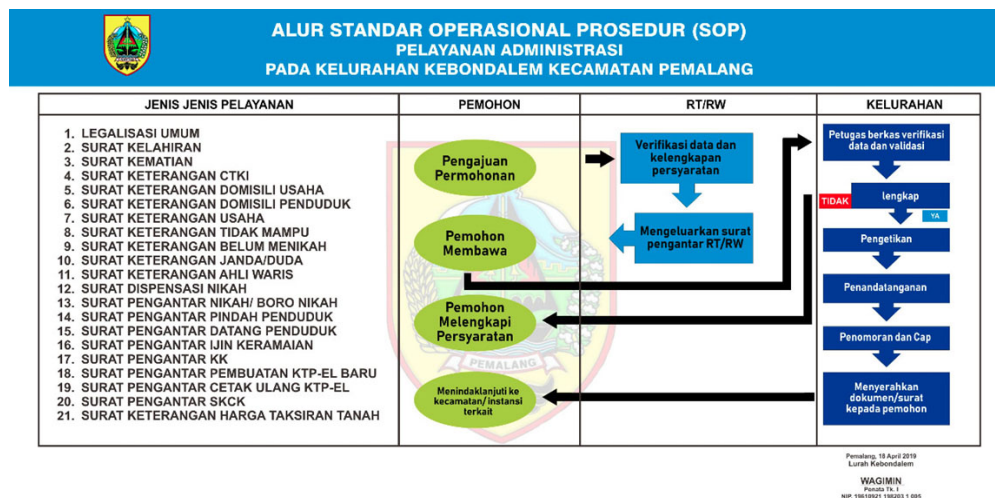 ALUR STANDAR OPERASIONAL PROSEDUR (SOP)
PELAYANAN ADMINISTRASI
PADA KELURAHAN KEBONDALEM KECAMATAN PEMALANG
JENIS JENIS PELAYANAN
1. LEGALISASI UMUM
2. SURAT KELAHIRAN
3. SURAT KEMATIAN
4. SURAT KETERANGAN CTKI
5. SURAT KETERANGAN DOMISILI USAHA
6. SURAT KETERANGAN DOMISILI PENDUDUK
7. SURAT KETERANGAN USAHA
8. SURAT KETERANGAN TIDAK MAMPU
9. SURAT KETERANGAN BELUM MENIKAH
10. SURAT KETERANGAN JANDA/DUDA
11. SURAT KETERANGAN AHLI WARIS
12. SURAT DISPENSASI NIKAH
13. SURAT PENGANTAR NIKAH/ BORO NIKAH
14. SURAT PENGANTAR PINDAH PENDUDUK
15. SURAT PENGANTAR DATANG PENDUDUK
16. SURAT PENGANTAR IJIN KERAMAIAN
17. SURAT PENGANTAR KK
18. SURAT PENGANTAR PEMBUATAN KTP-EL BARU
19. SURAT PENGANTAR CETAK ULANG KTP-EL
20. SURAT PENGANTAR SKCK
21. SURAT KETERANGAN HARGA TAKSIRAN TANAH
PEMOHON
Pengajuan
Permohonan
Pemohon
Membawa
Pemohon
Melengkapi
Persyaratan
PEMALANG
Menindaklanjuti ke
kecamatan/instansi
terkait
RT/RW
Verifikasi data dan
kelengkapan
persyaratan
Mengeluarkan surat
pengantar RT/RW
KELURAHAN
Petugas berkas verifikasi
data dan validasi
TIDAK
lengkap
YA
Pengetikan
Penandatanganan
Penomoran dan Cap
Menyerahkan
dokumen/surat
kepada pemohon
Pemalang, 18 April 2019
Lurah Kebondalem
WAGIMIN
Penata Tk. I
NIP. 19610921 198203 1 005